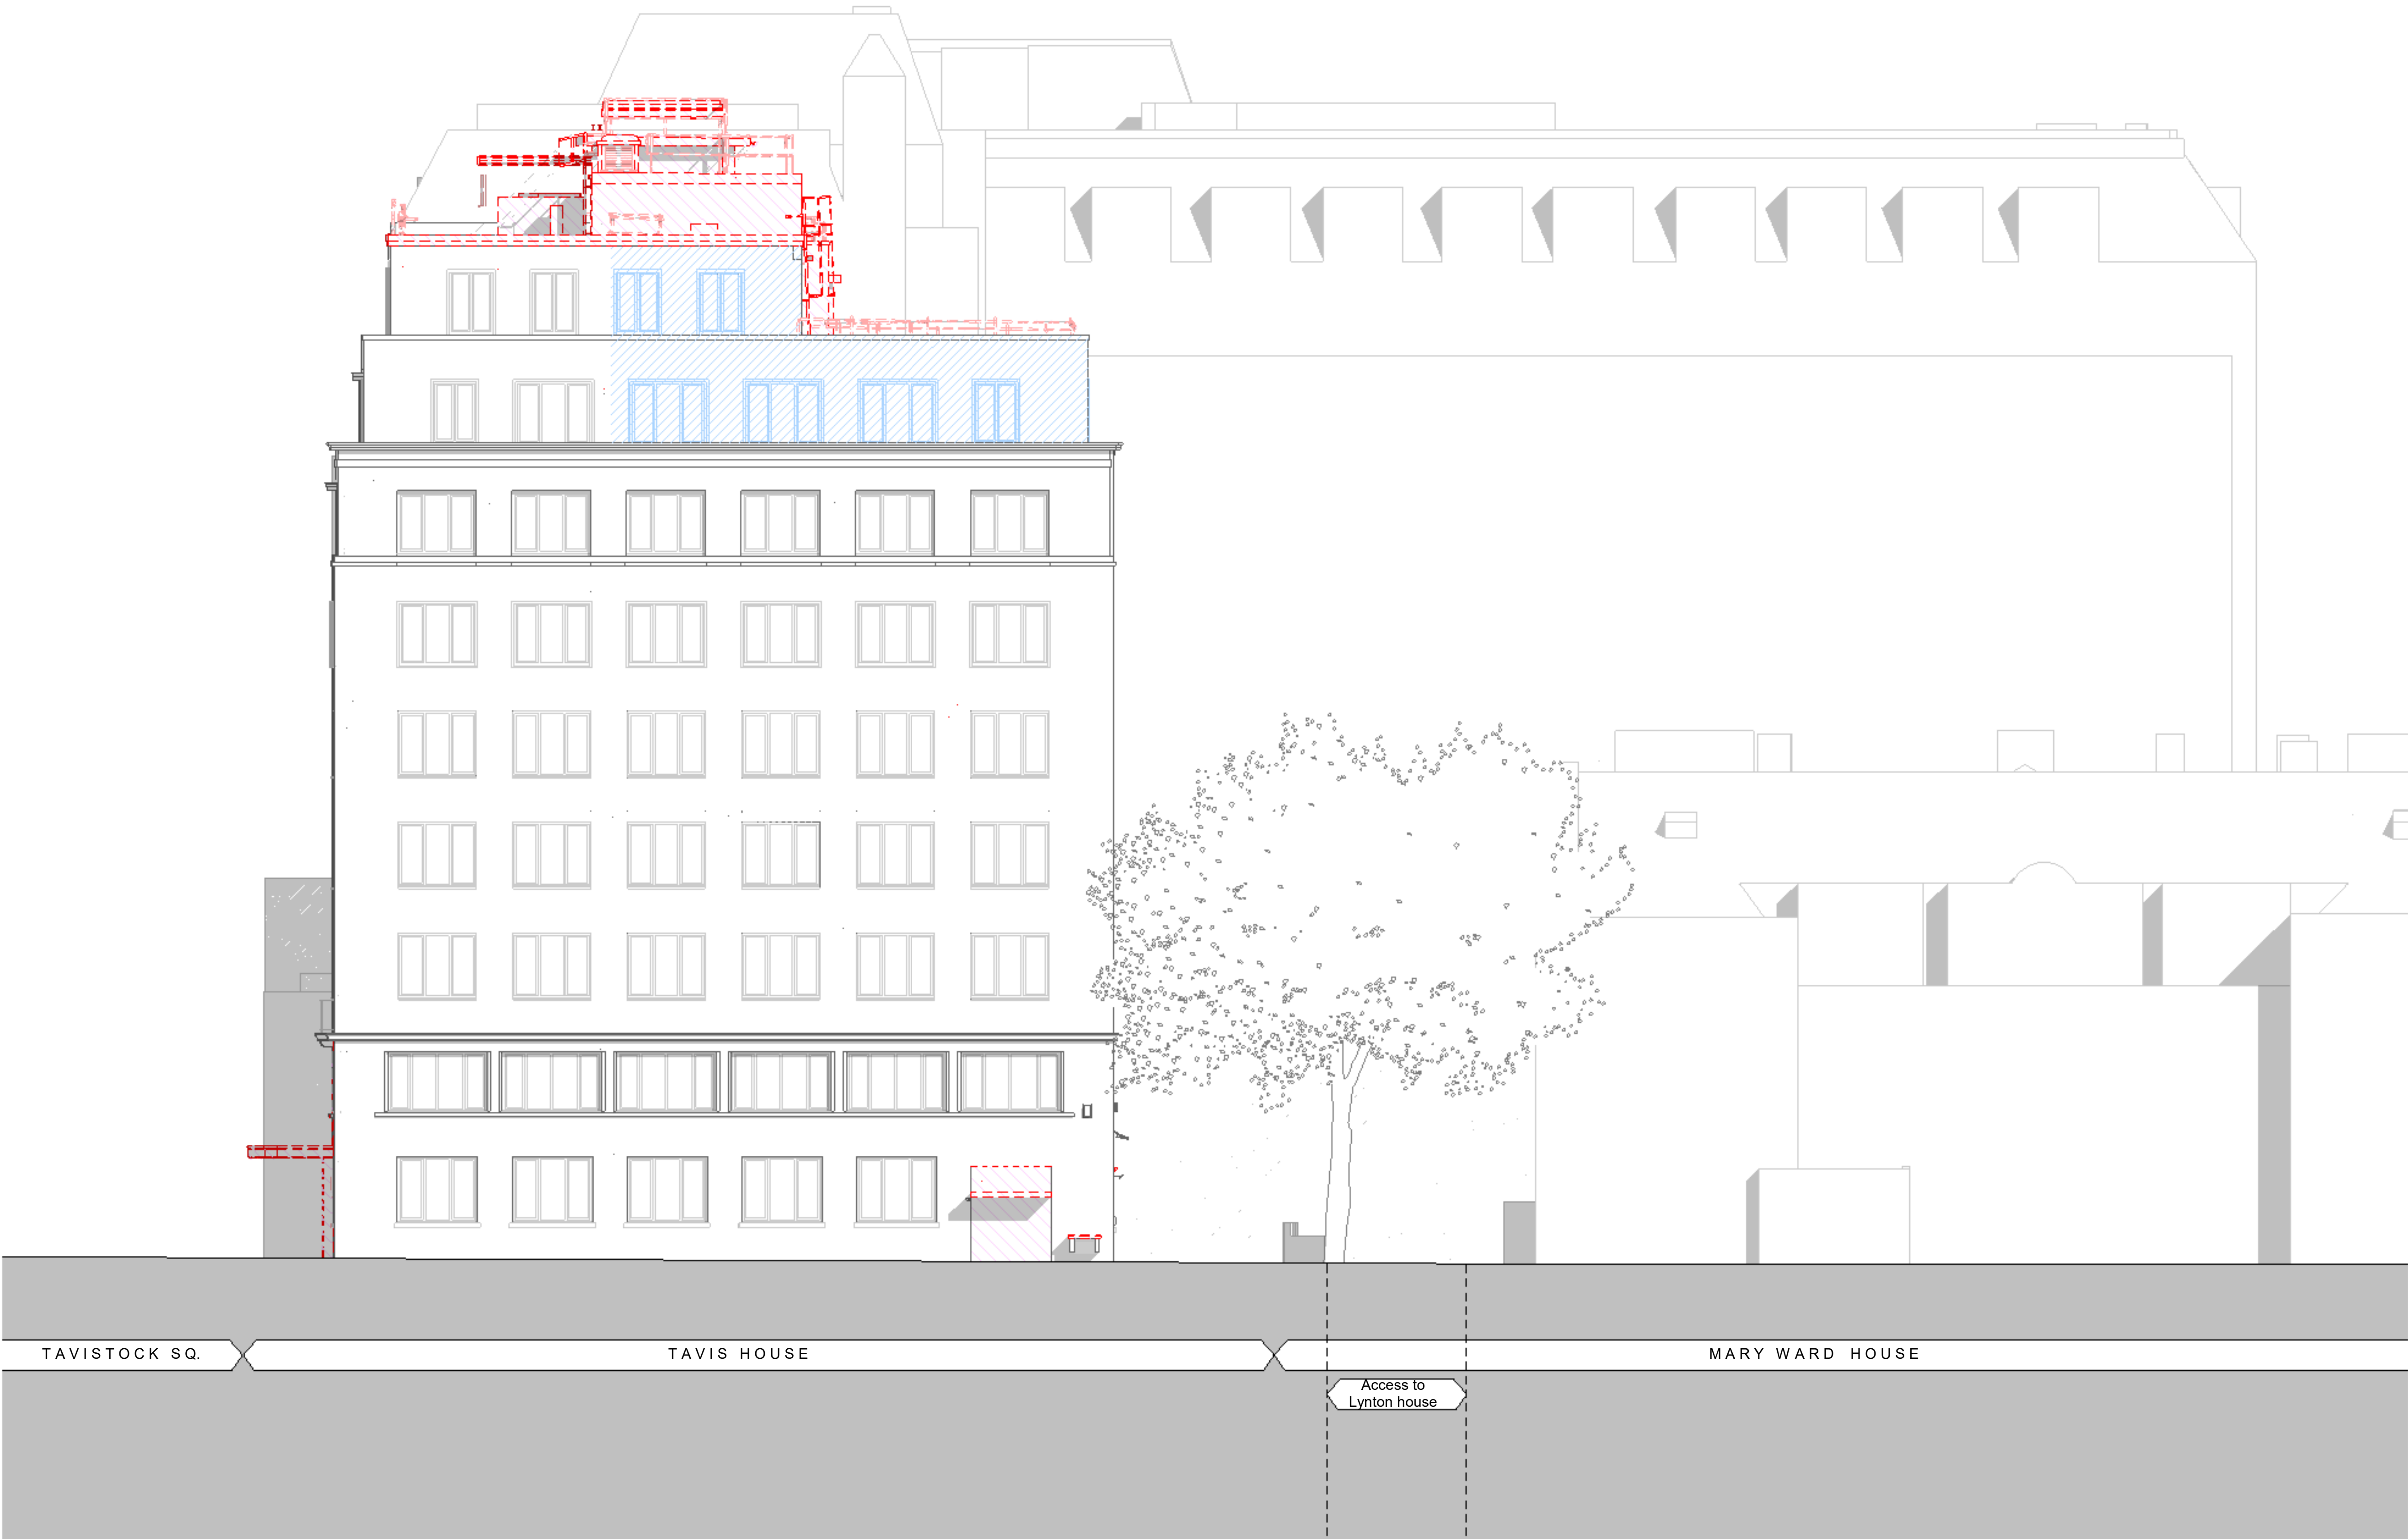 TAVISTOCK SQ.
TAVIS HOUSE
MARY WARD HOUSE
Access to
Lynton house